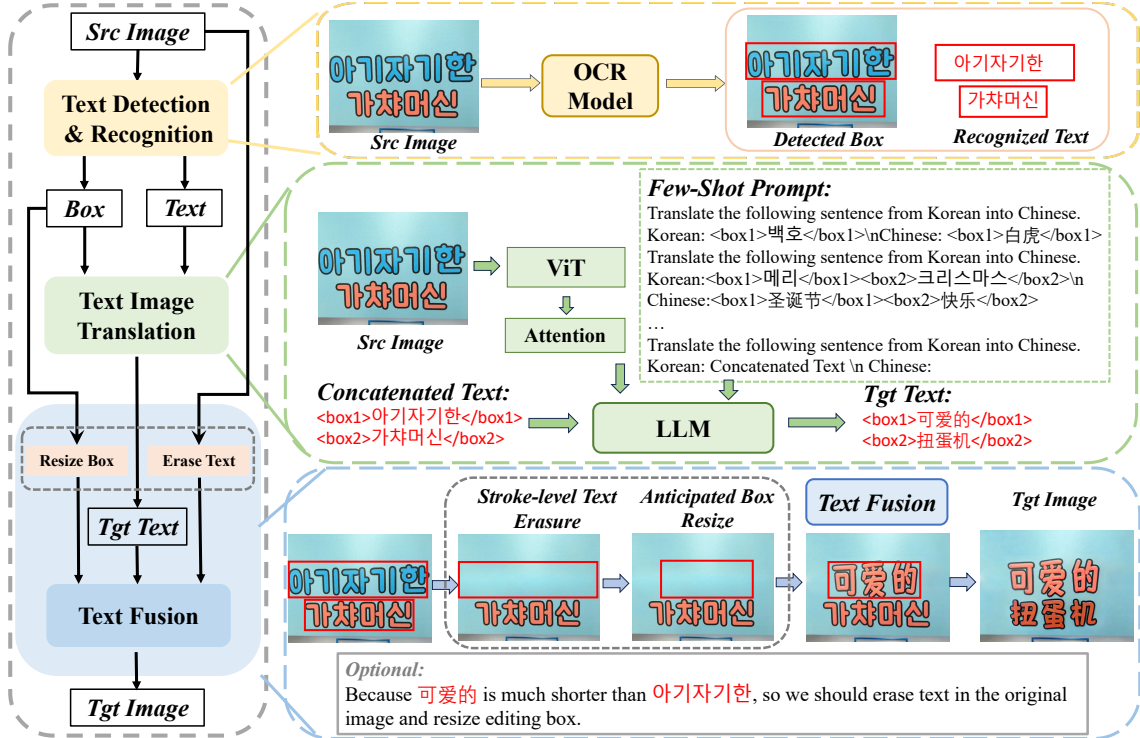 Src Image
Text Detection
& Recognition
Box
Text
Text Image
Translation
Resize Box
Erase Text
Tgt Text
Text Fusion
Tgt Image
아기자기한
가챠머신
Src Image
OCR
Model
아기자기한
가챠머신
Detected Box
아기자기한
가챠머신
Recognized Text
아기자기한
가챠머신
Src Image
ViT
Attention
Few-Shot Prompt:
Translate the following sentence from Korean into Chinese.
Korean: <box1>백호</box1>\nChinese: <box1>白虎</box1>
Translate the following sentence from Korean into Chinese.
Korean:<box1>메리</box1><box2>크리스마스</box2>\n
Chinese:<box1>圣诞节</box1><box2>快乐</box2>
…
Translate the following sentence from Korean into Chinese.
Korean: Concatenated Text \n Chinese:
Concatenated Text:
<box1>아기자기한</box1>
<box2>가챠머신</box2>
LLM
Tgt Text:
<box1>可爱的</box1>
<box2>扭蛋机</box2>
Stroke-level Text
Erasure
Anticipated Box
Resize
Text Fusion
Tgt Image
아기자기한
가챠머신
가챠머신
가챠머신
可爱的
가챠머신
可爱的
扭蛋机
Optional:
Because 可爱的 is much shorter than 아기자기한, so we should erase text in the original
image and resize editing box.